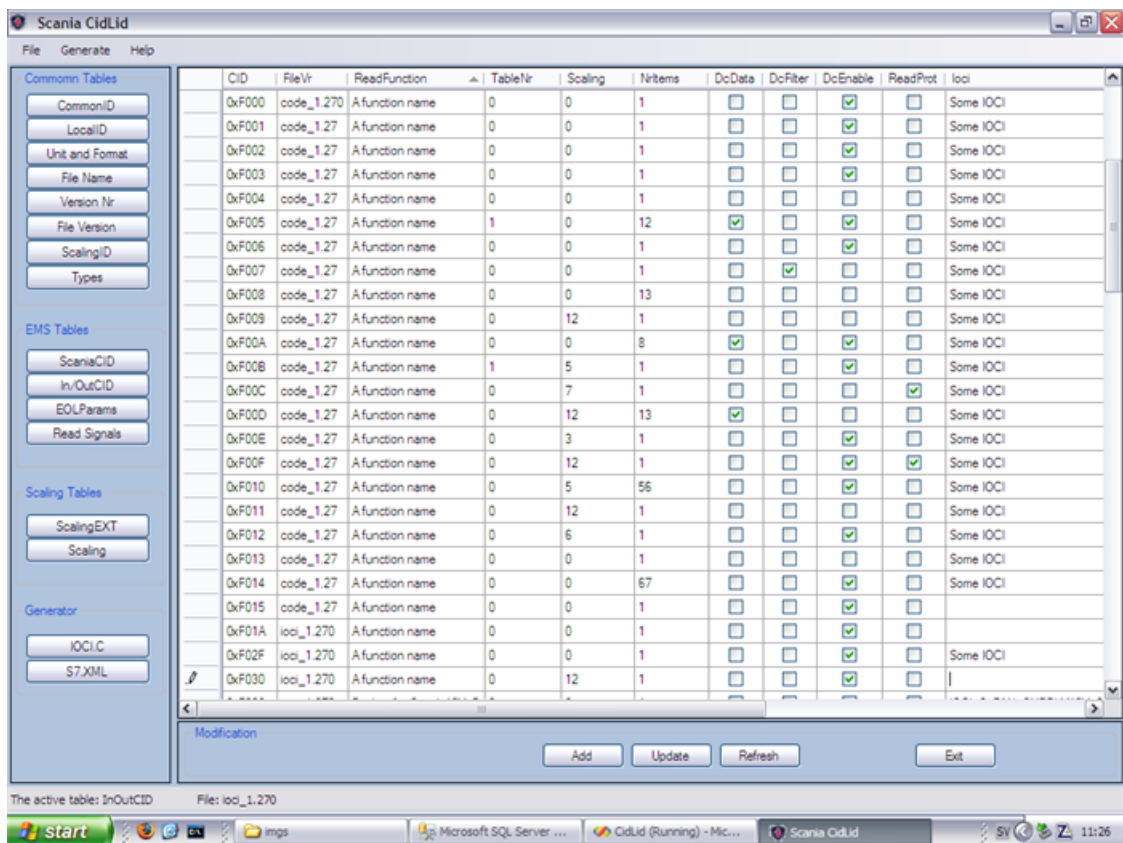 Scania CidLid
File Generate Help
Commomn Tables
CommonID
LocalID
Unit and Format
File Name
Version Nr
File Version
ScalingID
Types
EMS Tables
ScaniaCID
In/OutCID
EOLParams
Read Signals
Scaling Tables
ScalingEXT
Scaling
Generator
IOCI.C
S7.XML
CID FileVr ReadFunction TableNr Scaling NrItems DcData DcFilter DcEnable ReadProt Ioci
0xF000 code_1.270 A function name 0 0 1 Some IOCI
0xF001 code_1.27 A function name 0 0 1 Some IOCI
0xF002 code_1.27 A function name 0 0 1 Some IOCI
0xF003 code_1.27 A function name 0 0 1 Some IOCI
0xF004 code_1.27 A function name 0 0 1 Some IOCI
0xF005 code_1.27 A function name 1 0 12 Some IOCI
0xF006 code_1.27 A function name 0 0 1 Some IOCI
0xF007 code_1.27 A function name 0 0 1 Some IOCI
0xF008 code_1.27 A function name 0 0 13 Some IOCI
0xF009 code_1.27 A function name 0 12 1 Some IOCI
0xF00A code_1.27 A function name 0 0 8 Some IOCI
0xF00B code_1.27 A function name 1 5 1 Some IOCI
0xF00C code_1.27 A function name 0 7 1 Some IOCI
0xF00D code_1.27 A function name 0 12 13 Some IOCI
0xF00E code_1.27 A function name 0 3 1 Some IOCI
0xF00F code_1.27 A function name 0 12 1 Some IOCI
0xF010 code_1.27 A function name 0 5 56 Some IOCI
0xF011 code_1.27 A function name 0 12 1 Some IOCI
0xF012 code_1.27 A function name 0 6 1 Some IOCI
0xF013 code_1.27 A function name 0 0 1 Some IOCI
0xF014 code_1.27 A function name 0 0 67 Some IOCI
0xF015 code_1.27 A function name 0 0 1
0xF01A ioci_1.270 A function name 0 0 1
0xF02F ioci_1.270 A function name 0 0 1 Some IOCI
0xF030 ioci_1.270 A function name 0 12 1
Modification
Add Update Refresh Exit
The active table: InOutCID File: ioci_1.270
start imgs Microsoft SQL Server ... CidLid (Running) - Mic... Scania CidLid SV 11:26